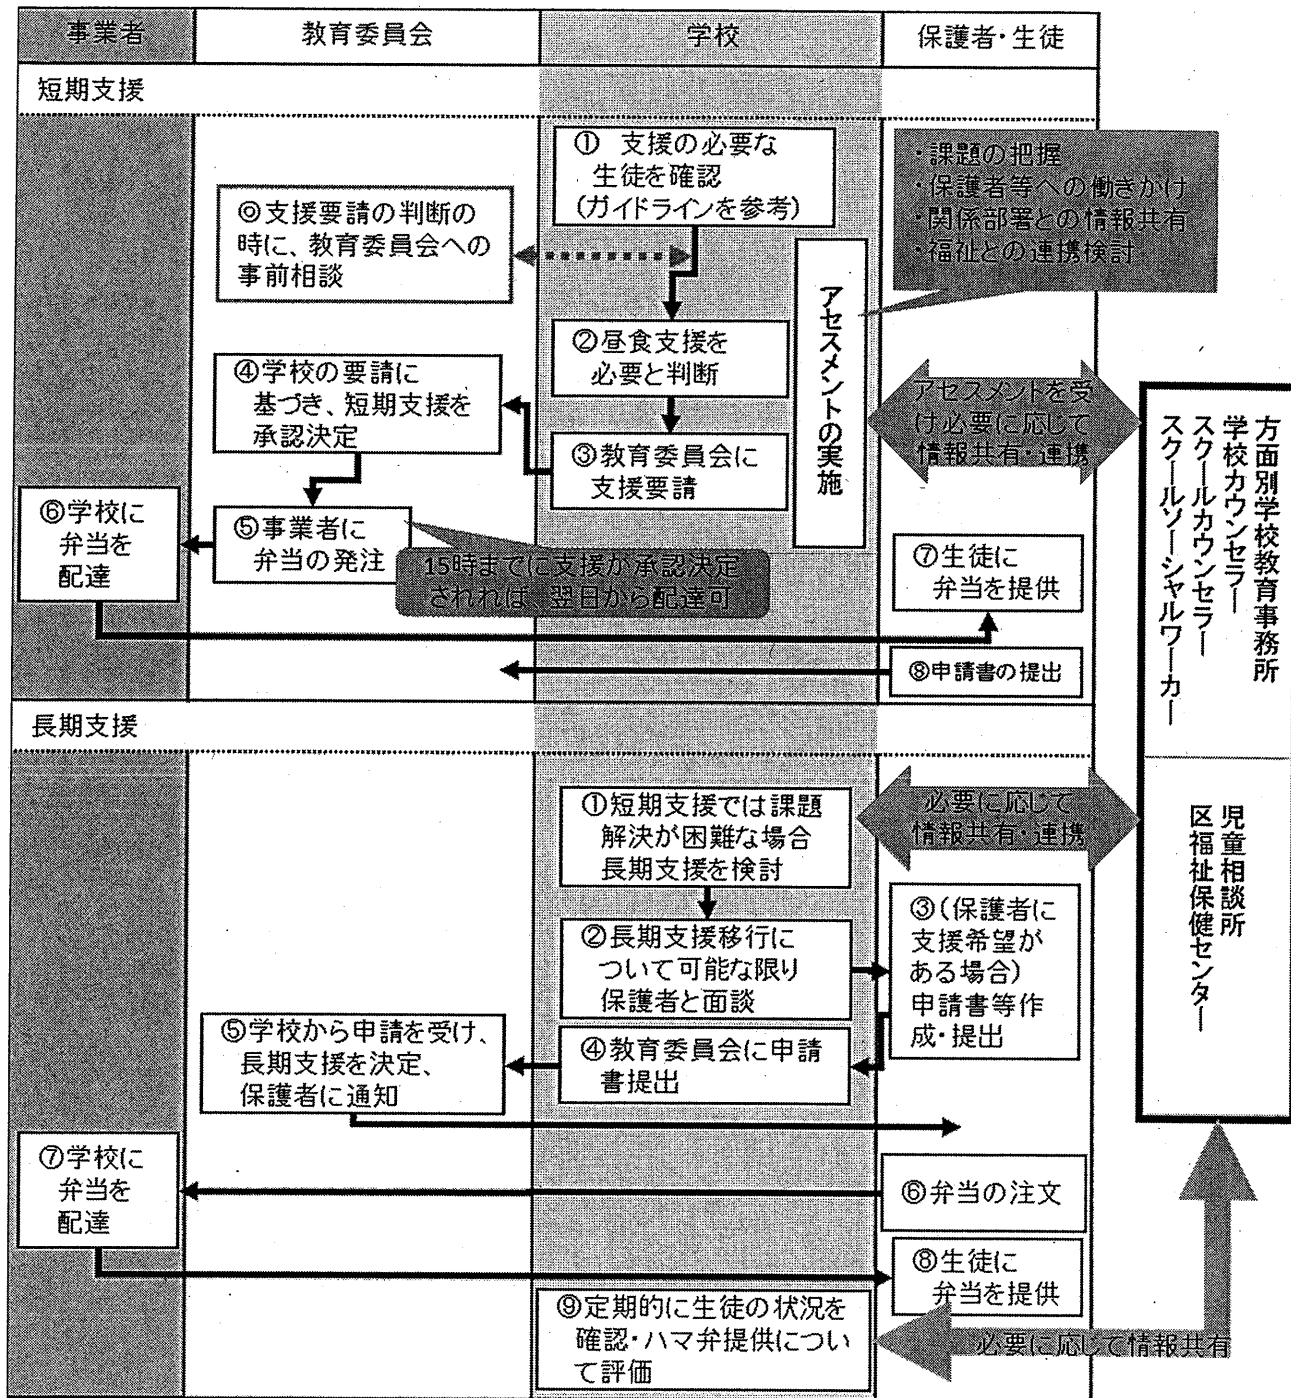 事業者
教育委員会
学校
保護者・生徒
短期支援
① 支援の必要な
生徒を確認
(ガイドラインを参考)
・課題の把握
・保護者等への働きかけ
・関係部署との情報共有
・福祉との連携検討
◎支援要請の判断の
時に、教育委員会への
事前相談
アセスメントの実施
②昼食支援を
必要と判断
④学校の要請に
基づき、短期支援を
承認決定
③教育委員会に
支援要請
アセスメントを受
け必要に応じて
情報共有・連携
方面別学校教育事務所
学校カウンセラー
スクールカウンセラー
スクールソーシャルワーカー
⑥学校に
弁当を
配達
⑤事業者に
弁当の発注
15時までに支援が承認決定
されれば、翌日から配達可
⑦生徒に
弁当を提供
⑧申請書の提出
長期支援
①短期支援では課題
解決が困難な場合
長期支援を検討
必要に応じて
情報共有・連携
児童相談所
区福祉保健センター
②長期支援移行に
ついて可能な限り
保護者と面談
③(保護者に
支援希望が
ある場合)
申請書等作
成・提出
⑤学校から申請を受け、
長期支援を決定、
保護者に通知
④教育委員会に申請
書提出
⑦学校に
弁当を
配達
⑥弁当の注文
⑧生徒に
弁当を提供
⑨定期的に生徒の状況を
確認・ハマ弁提供につい
て評価
必要に応じて情報共有